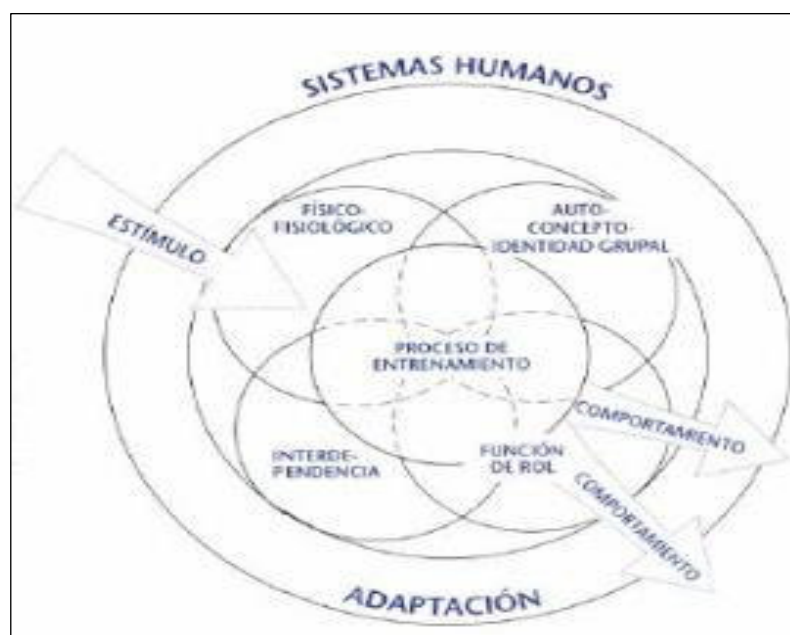 SISTEMAS HUMANOS
ESTÍMULO
FÍSICO-
FISIOLÓGICO
AUTO-
CONCEPTO-
IDENTIDAD GRUPAL
PROCESO DE
ENTRENAMIENTO
INTERDE-
PENDENCIA
FUNCIÓN
DE ROL
COMPORTAMIENTO
COMPORTAMIENTO
ADAPTACIÓN